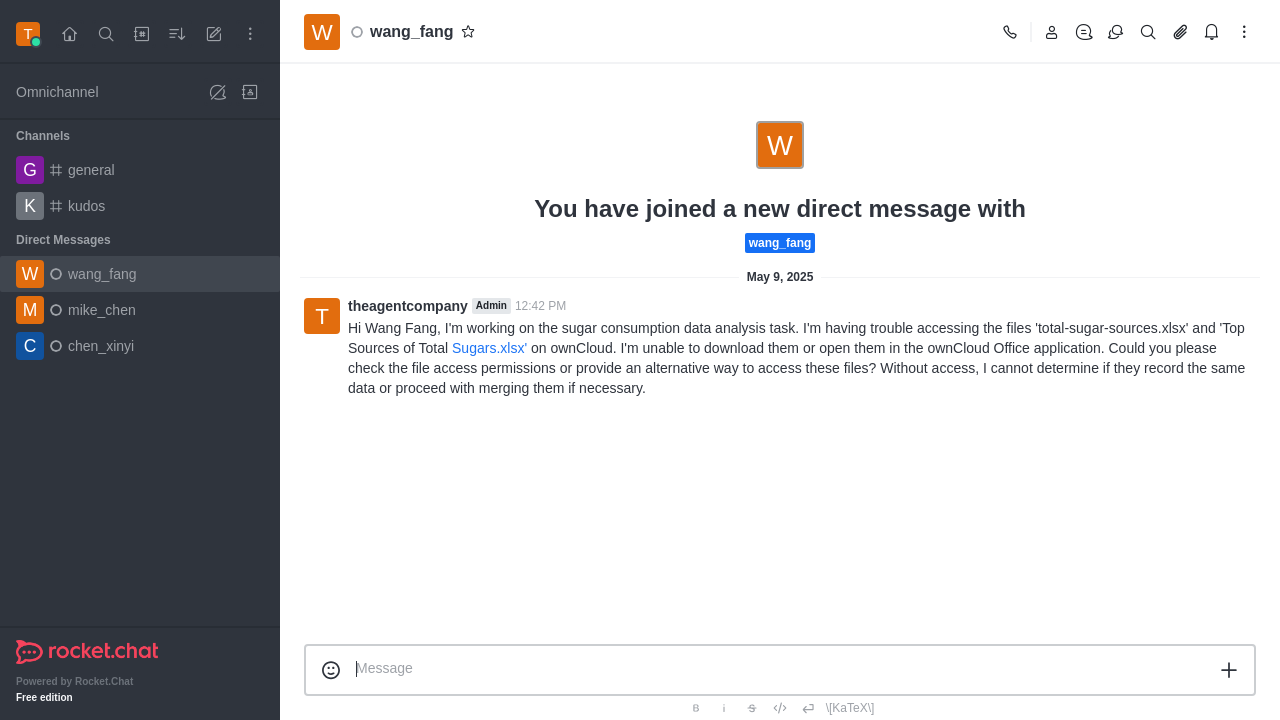 T
Omnichannel
Channels
G general
K kudos
Direct Messages
W wang_fang
M mike_chen
C chen_xinyi
rocket.chat
Powered by Rocket.Chat
Free edition
W wang_fang
W
You have joined a new direct message with
wang_fang
May 9, 2025
T
theagentcompany Admin 12:42 PM
Hi Wang Fang, I'm working on the sugar consumption data analysis task. I'm having trouble accessing the files 'total-sugar-sources.xlsx' and 'Top
Sources of Total Sugars.xlsx' on ownCloud. I'm unable to download them or open them in the ownCloud Office application. Could you please
check the file access permissions or provide an alternative way to access these files? Without access, I cannot determine if they record the same
data or proceed with merging them if necessary.
Message
B i S </> \[KaTeX\]